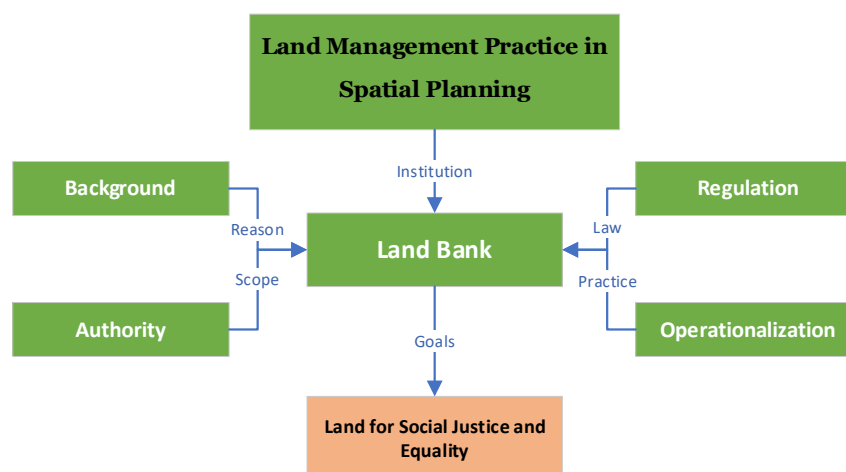 Land Management Practice in
Spatial Planning
Institution
Background
Regulation
Reason
Law
Land Bank
Scope
Practice
Authority
Operationalization
Goals
Land for Social Justice and
Equality